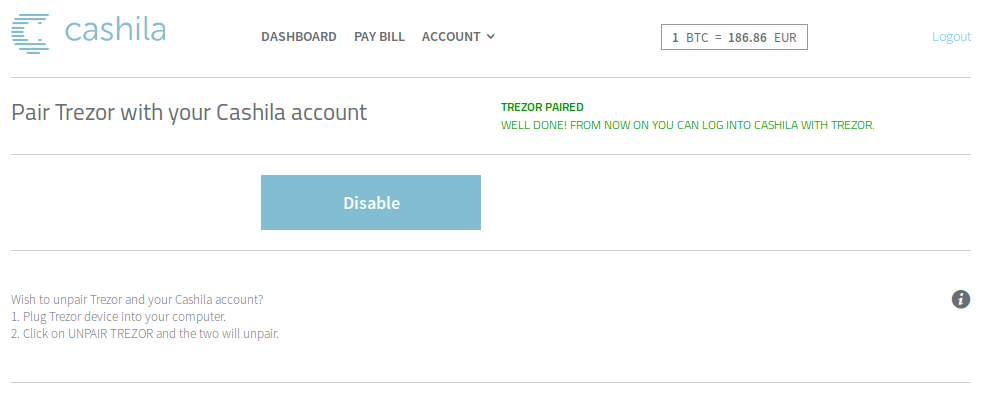 cashila
DASHBOARD PAY BILL ACCOUNT
1 BTC = 186.86 EUR
Logout
Pair Trezor with your Cashila account
TREZOR PAIRED
WELL DONE! FROM NOW ON YOU CAN LOG INTO CASHILA WITH TREZOR.
Disable
Wish to unpair Trezor and your Cashila account?
1. Plug Trezor device into your computer.
2. Click on UNPAIR TREZOR and the two will unpair.